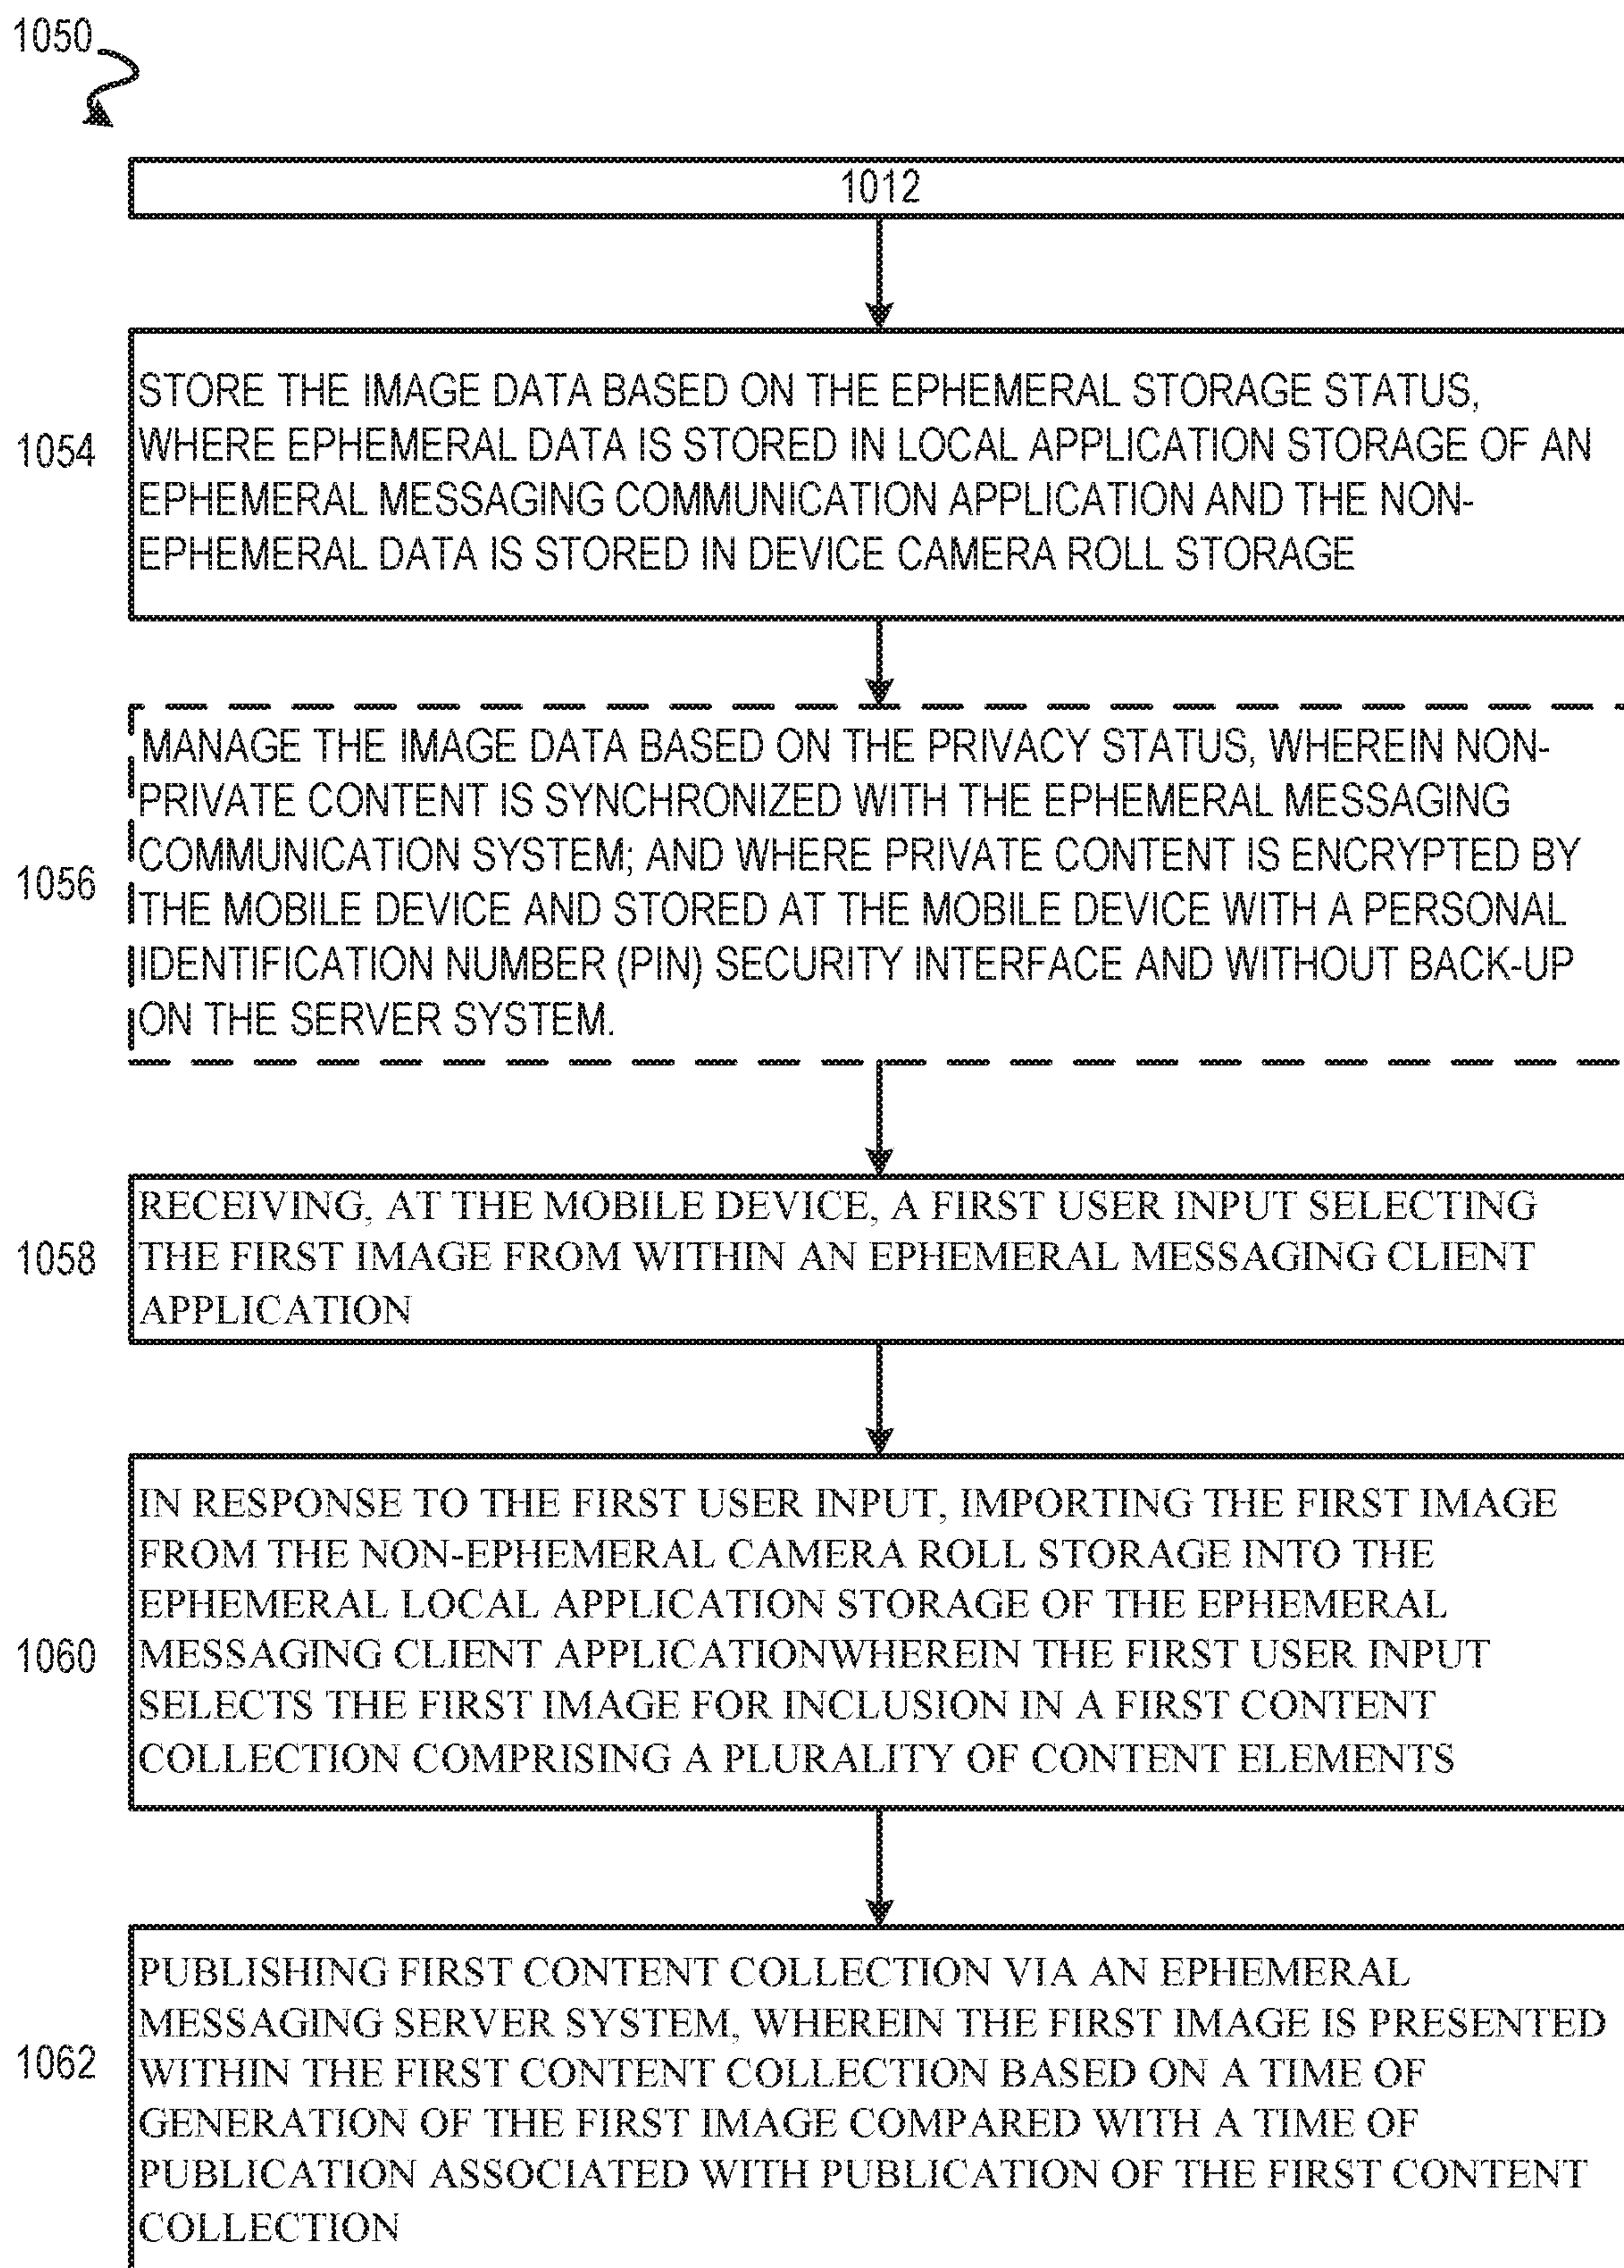 1050
1012
STORE THE IMAGE DATA BASED ON THE EPHEMERAL STORAGE STATUS,
WHERE EPHEMERAL DATA IS STORED IN LOCAL APPLICATION STORAGE OF AN
EPHEMERAL MESSAGING COMMUNICATION APPLICATION AND THE NON-
EPHEMERAL DATA IS STORED IN DEVICE CAMERA ROLL STORAGE
1054
MANAGE THE IMAGE DATA BASED ON THE PRIVACY STATUS, WHEREIN NON-
PRIVATE CONTENT IS SYNCHRONIZED WITH THE EPHEMERAL MESSAGING
COMMUNICATION SYSTEM; AND WHERE PRIVATE CONTENT IS ENCRYPTED BY
THE MOBILE DEVICE AND STORED AT THE MOBILE DEVICE WITH A PERSONAL
IDENTIFICATION NUMBER (PIN) SECURITY INTERFACE AND WITHOUT BACK-UP
ON THE SERVER SYSTEM.
1056
RECEIVING, AT THE MOBILE DEVICE, A FIRST USER INPUT SELECTING
THE FIRST IMAGE FROM WITHIN AN EPHEMERAL MESSAGING CLIENT
APPLICATION
1058
IN RESPONSE TO THE FIRST USER INPUT, IMPORTING THE FIRST IMAGE
FROM THE NON-EPHEMERAL CAMERA ROLL STORAGE INTO THE
EPHEMERAL LOCAL APPLICATION STORAGE OF THE EPHEMERAL
MESSAGING CLIENT APPLICATIONWHEREIN THE FIRST USER INPUT
SELECTS THE FIRST IMAGE FOR INCLUSION IN A FIRST CONTENT
COLLECTION COMPRISING A PLURALITY OF CONTENT ELEMENTS
1060
PUBLISHING FIRST CONTENT COLLECTION VIA AN EPHEMERAL
MESSAGING SERVER SYSTEM, WHEREIN THE FIRST IMAGE IS PRESENTED
WITHIN THE FIRST CONTENT COLLECTION BASED ON A TIME OF
GENERATION OF THE FIRST IMAGE COMPARED WITH A TIME OF
PUBLICATION ASSOCIATED WITH PUBLICATION OF THE FIRST CONTENT
COLLECTION
1062